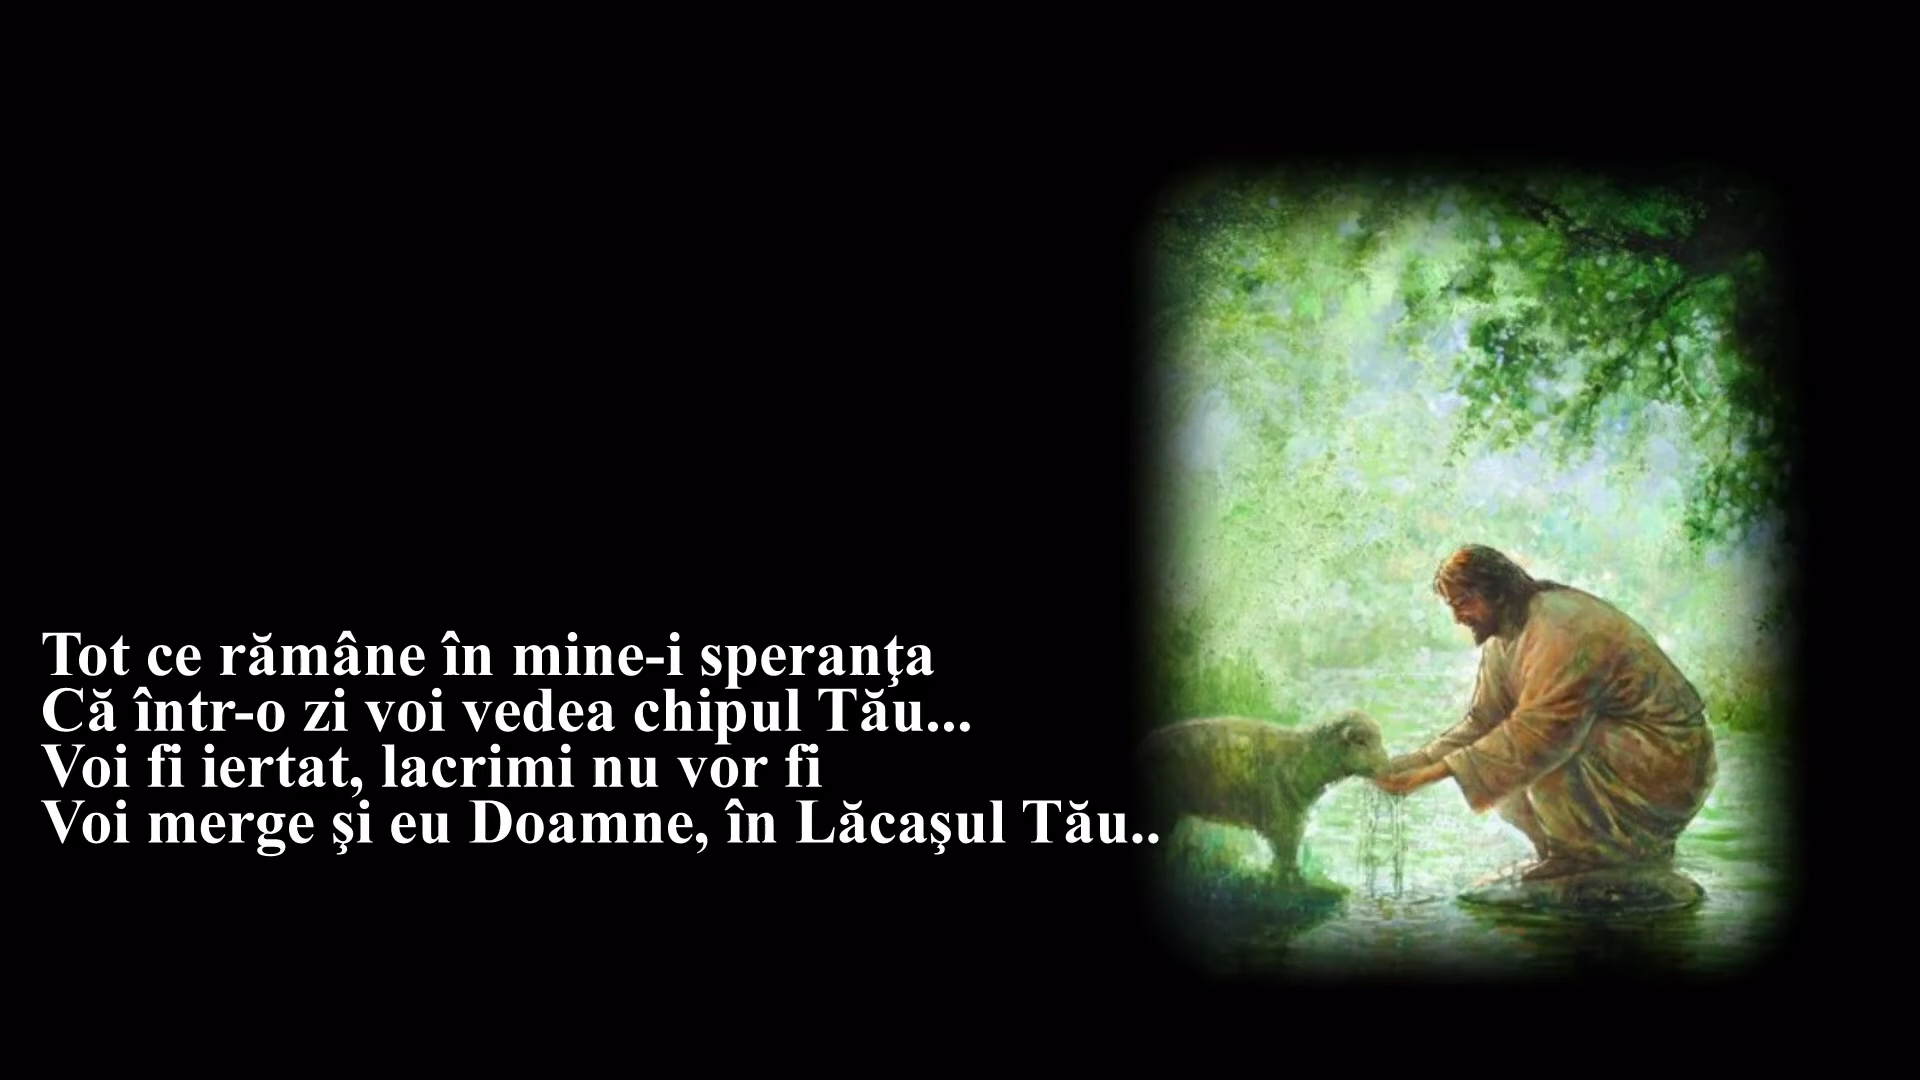 Tot ce rămâne în mine-i speranţa
Că într-o zi voi vedea chipul Tău...
Voi fi iertat, lacrimi nu vor fi
Voi merge şi eu Doamne, în Lăcaşul Tău..